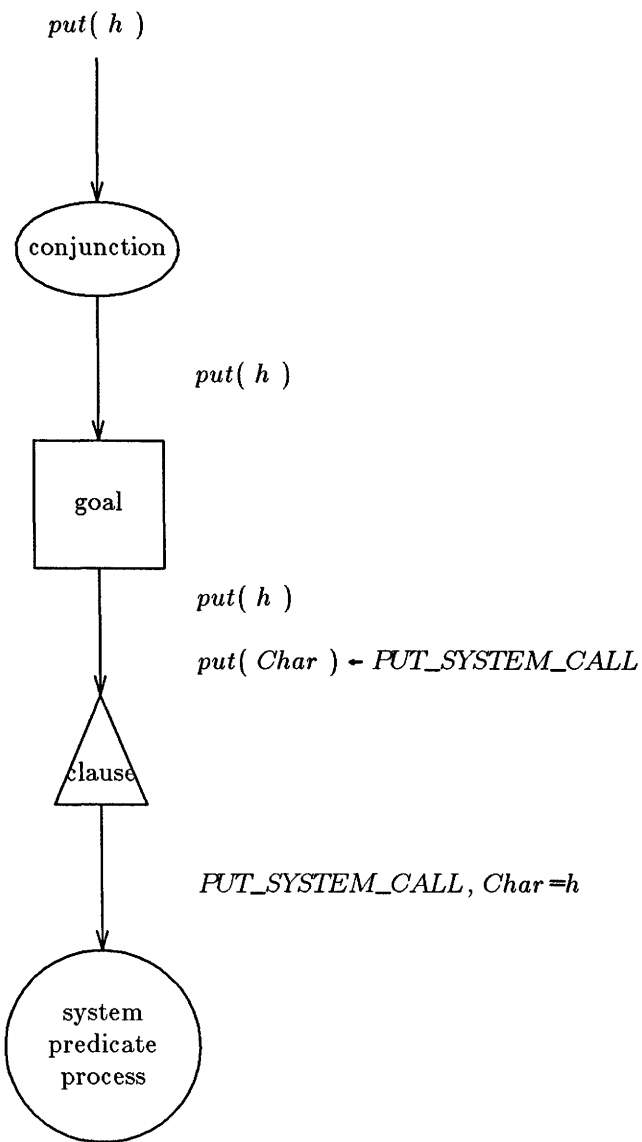 put( h )
conjunction
put( h )
goal
put( h )
put( Char ) ← PUT_SYSTEM_CALL
clause
PUT_SYSTEM_CALL, Char=h
system
predicate
process